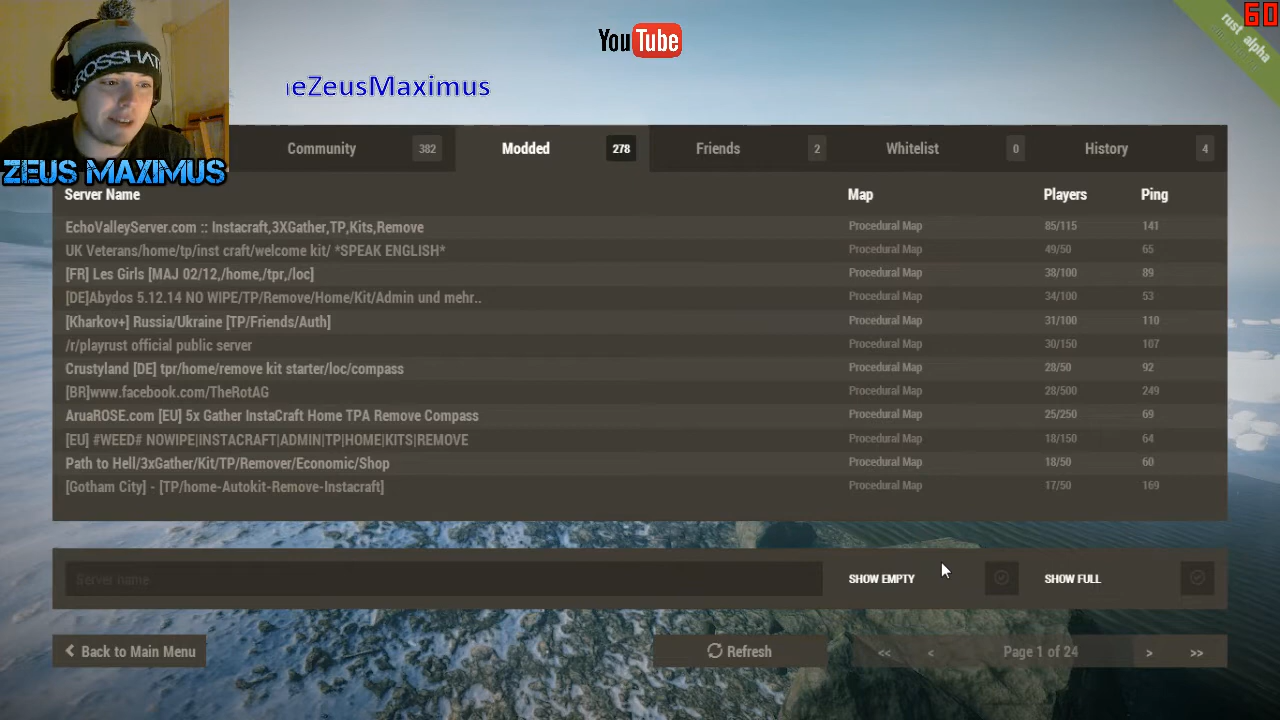 60
rust alpha
YouTube
eZeusMaximus
CROSSHAT
ZEUS MAXIMUS
Community 382 Modded 278 Friends 2 Whitelist 0 History 4
Server Name Map Players Ping
EchoValleyServer.com :: Instacraft,3XGather,TP,Kits,Remove Procedural Map 85/115 141
UK Veterans/home/tp/inst craft/welcome kit/ *SPEAK ENGLISH* Procedural Map 49/50 65
[FR] Les Girls [MAJ 02/12,/home,/tpr,/loc] Procedural Map 38/100 89
[DE]Abydos 5.12.14 NO WIPE/TP/Remove/Home/Kit/Admin und mehr.. Procedural Map 34/100 53
[Kharkov+] Russia/Ukraine [TP/Friends/Auth] Procedural Map 31/100 110
/r/playrust official public server Procedural Map 30/150 107
Crustyland [DE] tpr/home/remove kit starter/loc/compass Procedural Map 28/50 92
[BR]www.facebook.com/TheRotAG Procedural Map 28/500 249
AruaROSE.com [EU] 5x Gather InstaCraft Home TPA Remove Compass Procedural Map 25/250 69
[EU] #WEED# NOWIPE|INSTACRAFT|ADMIN|TP|HOME|KITS|REMOVE Procedural Map 18/150 64
Path to Hell/3xGather/Kit/TP/Remover/Economic/Shop Procedural Map 18/50 60
[Gotham City] - [TP/home-Autokit-Remove-Instacraft] Procedural Map 17/50 169
Server name SHOW EMPTY SHOW FULL
Back to Main Menu Refresh << < Page 1 of 24 > >>